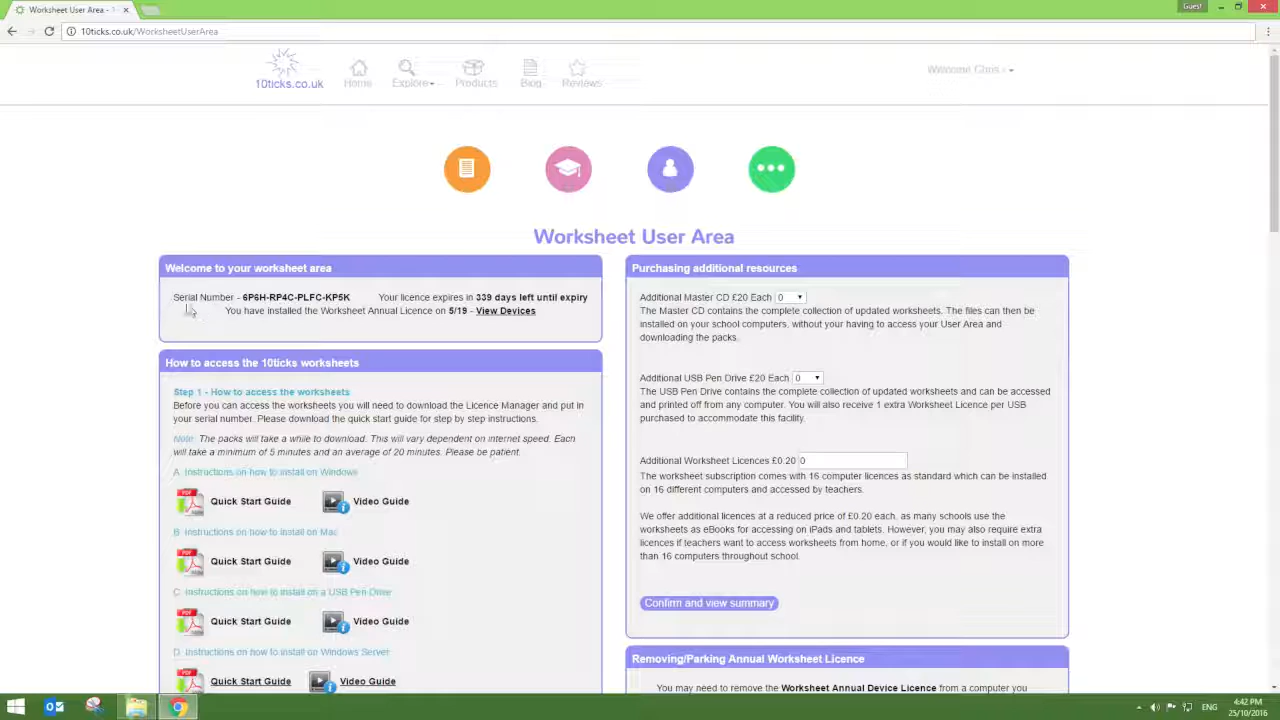 Worksheet User Area - 1
Guest
10ticks.co.uk/WorksheetUserArea
10ticks.co.uk
Home
Explore
Products
Blog
Reviews
Welcome Chris -
Worksheet User Area
Welcome to your worksheet area
Serial Number - 6P6H-RP4C-PLFC-KP5K Your licence expires in 339 days left until expiry
You have installed the Worksheet Annual Licence on 5/19 - View Devices
How to access the 10ticks worksheets
Step 1 - How to access the worksheets
Before you can access the worksheets you will need to download the Licence Manager and put in
your serial number. Please download the quick start guide for step by step instructions.
Note: The packs will take a while to download. This will vary dependent on internet speed. Each
will take a minimum of 5 minutes and an average of 20 minutes. Please be patient.
A. Instructions on how to install on Windows
PDF
Quick Start Guide
Video Guide
B. Instructions on how to install on Mac
PDF
Quick Start Guide
Video Guide
C. Instructions on how to install on a USB Pen Drive
PDF
Quick Start Guide
Video Guide
D. Instructions on how to install on Windows Server
PDF
Quick Start Guide
Video Guide
Purchasing additional resources
Additional Master CD £20 Each 0
The Master CD contains the complete collection of updated worksheets. The files can then be
installed on your school computers, without your having to access your User Area and
downloading the packs.
Additional USB Pen Drive £20 Each 0
The USB Pen Drive contains the complete collection of updated worksheets and can be accessed
and printed off from any computer. You will also receive 1 extra Worksheet Licence per USB
purchased to accommodate this facility.
Additional Worksheet Licences £0.20 0
The worksheet subscription comes with 16 computer licences as standard which can be installed
on 16 different computers and accessed by teachers.
We offer additional licences at a reduced price of £0.20 each, as many schools use the
worksheets as eBooks for accessing on iPads and tablets. However, you may also require extra
licences if teachers want to access worksheets from home, or if you would like to install on more
than 16 computers throughout school.
Confirm and view summary
Removing/Parking Annual Worksheet Licence
You may need to remove the Worksheet Annual Device Licence from a computer you
ENG
4:42 PM
25/10/2016